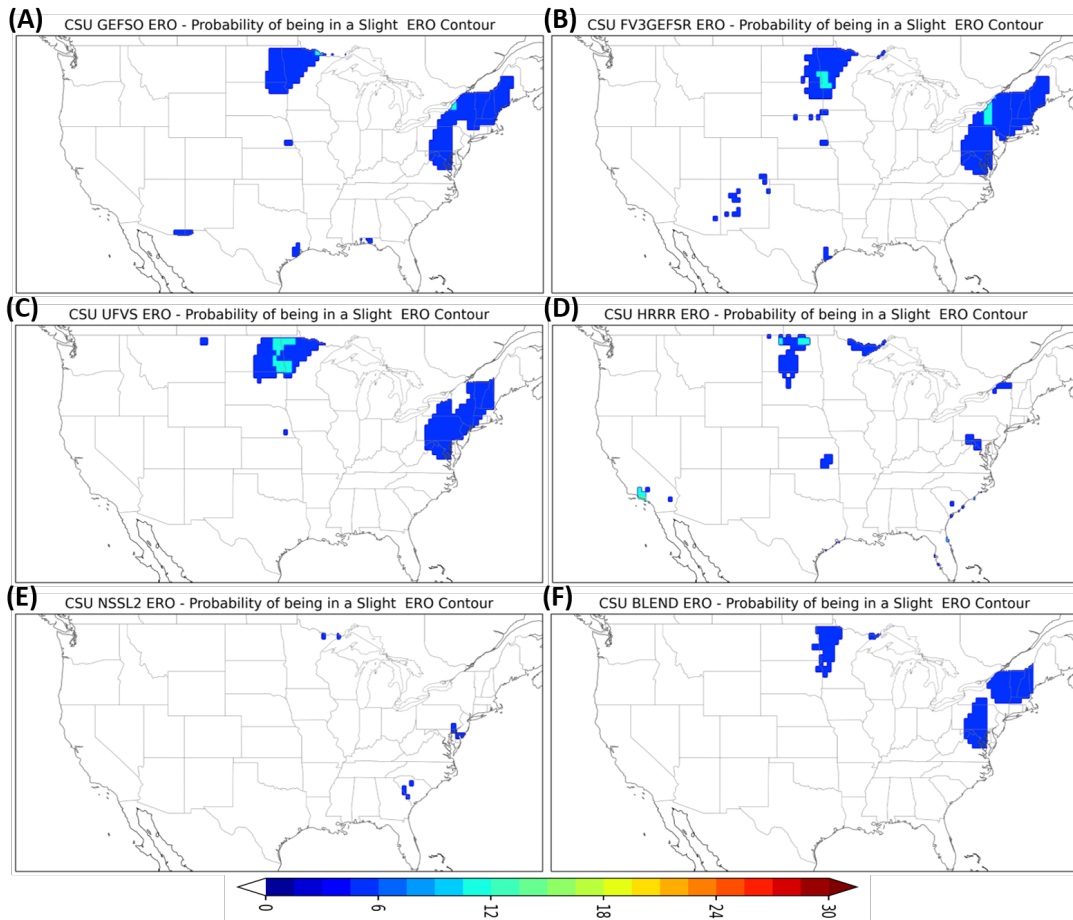 (A)
CSU GEFSO ERO - Probability of being in a Slight ERO Contour
(B)
CSU FV3GEFSR ERO - Probability of being in a Slight ERO Contour
(C)
CSU UFVS ERO - Probability of being in a Slight ERO Contour
(D)
CSU HRRR ERO - Probability of being in a Slight ERO Contour
(E)
CSU NSSL2 ERO - Probability of being in a Slight ERO Contour
(F)
CSU BLEND ERO - Probability of being in a Slight ERO Contour
0 6 12 18 24 30